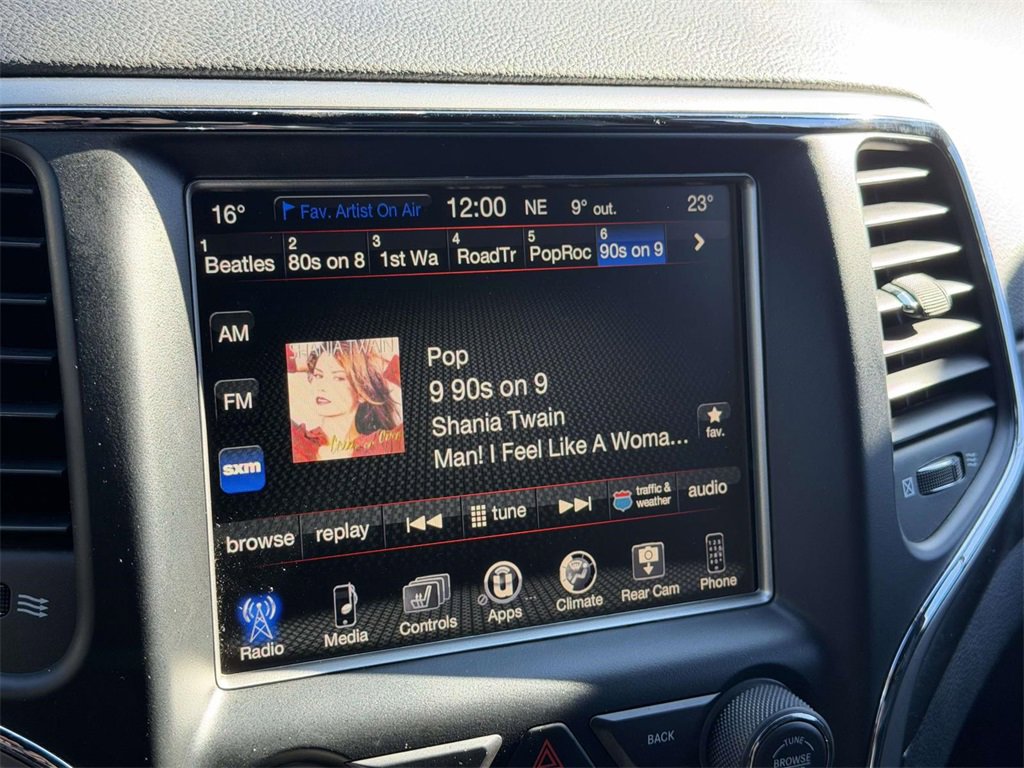 16° Fav. Artist On Air 12:00 NE 9° out. 23°
1 Beatles 2 80s on 8 3 1st Wa 4 RoadTr 5 PopRoc 6 90s on 9
AM
FM
sxm
SHANIA TWAIN
Come on Over
Pop
9 90s on 9
Shania Twain
Man! I Feel Like A Woma...
fav.
browse replay tune traffic & weather audio
Radio Media Controls Apps Climate Rear Cam Phone
BACK
TUNE
BROWSE